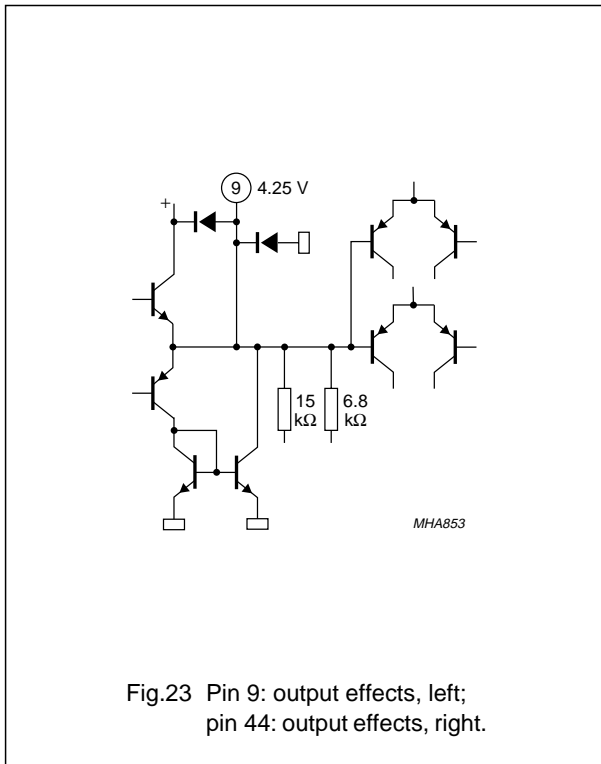 9 4.25 V
+
15 6.8
kΩ kΩ
MHA853
Fig.23 Pin 9: output effects, left;
pin 44: output effects, right.